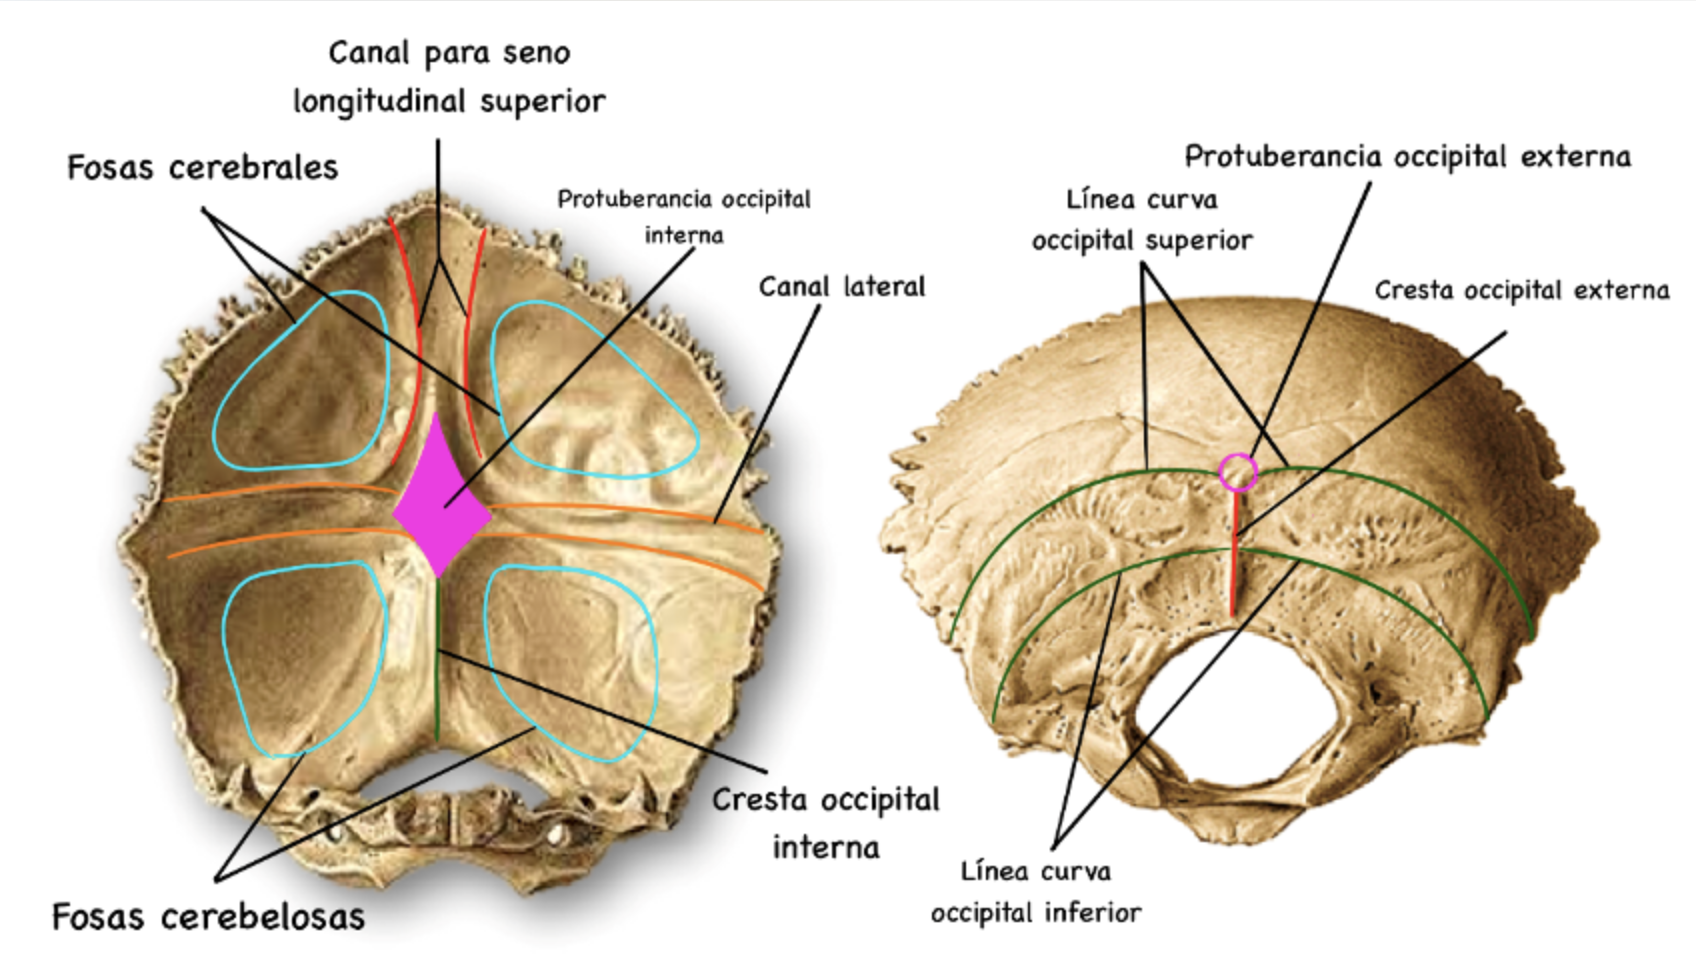 Canal para seno
longitudinal superior
Fosas cerebrales
Protuberancia occipital
interna
Canal lateral
Cresta occipital
interna
Fosas cerebelosas
Protuberancia occipital externa
Línea curva
occipital superior
Cresta occipital externa
Línea curva
occipital inferior